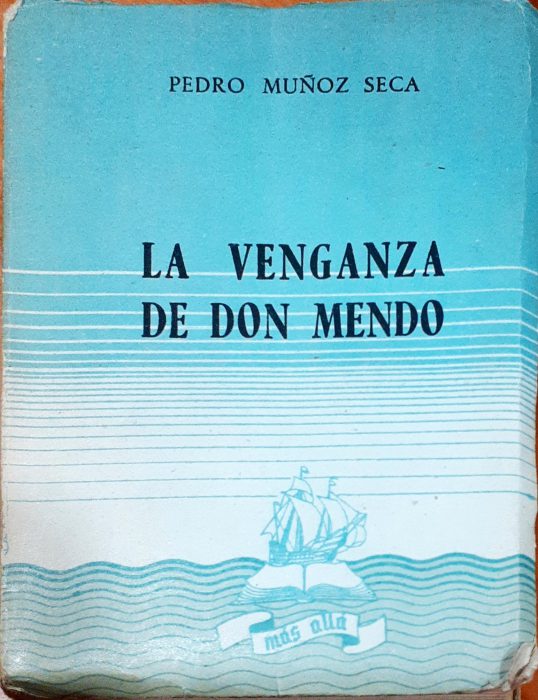 PEDRO MUÑOZ SECA
LA VENGANZA
DE DON MENDO
más allá